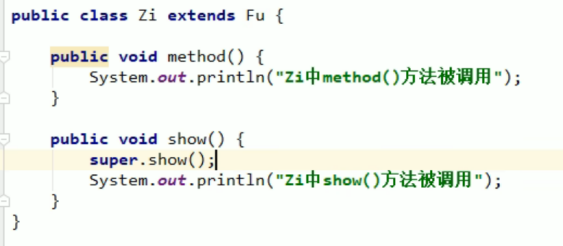 public class Zi extends Fu {
public void method() {
System.out.println("Zi中method()方法被调用");
}
public void show() {
super.show();
System.out.println("Zi中show()方法被调用");
}
}